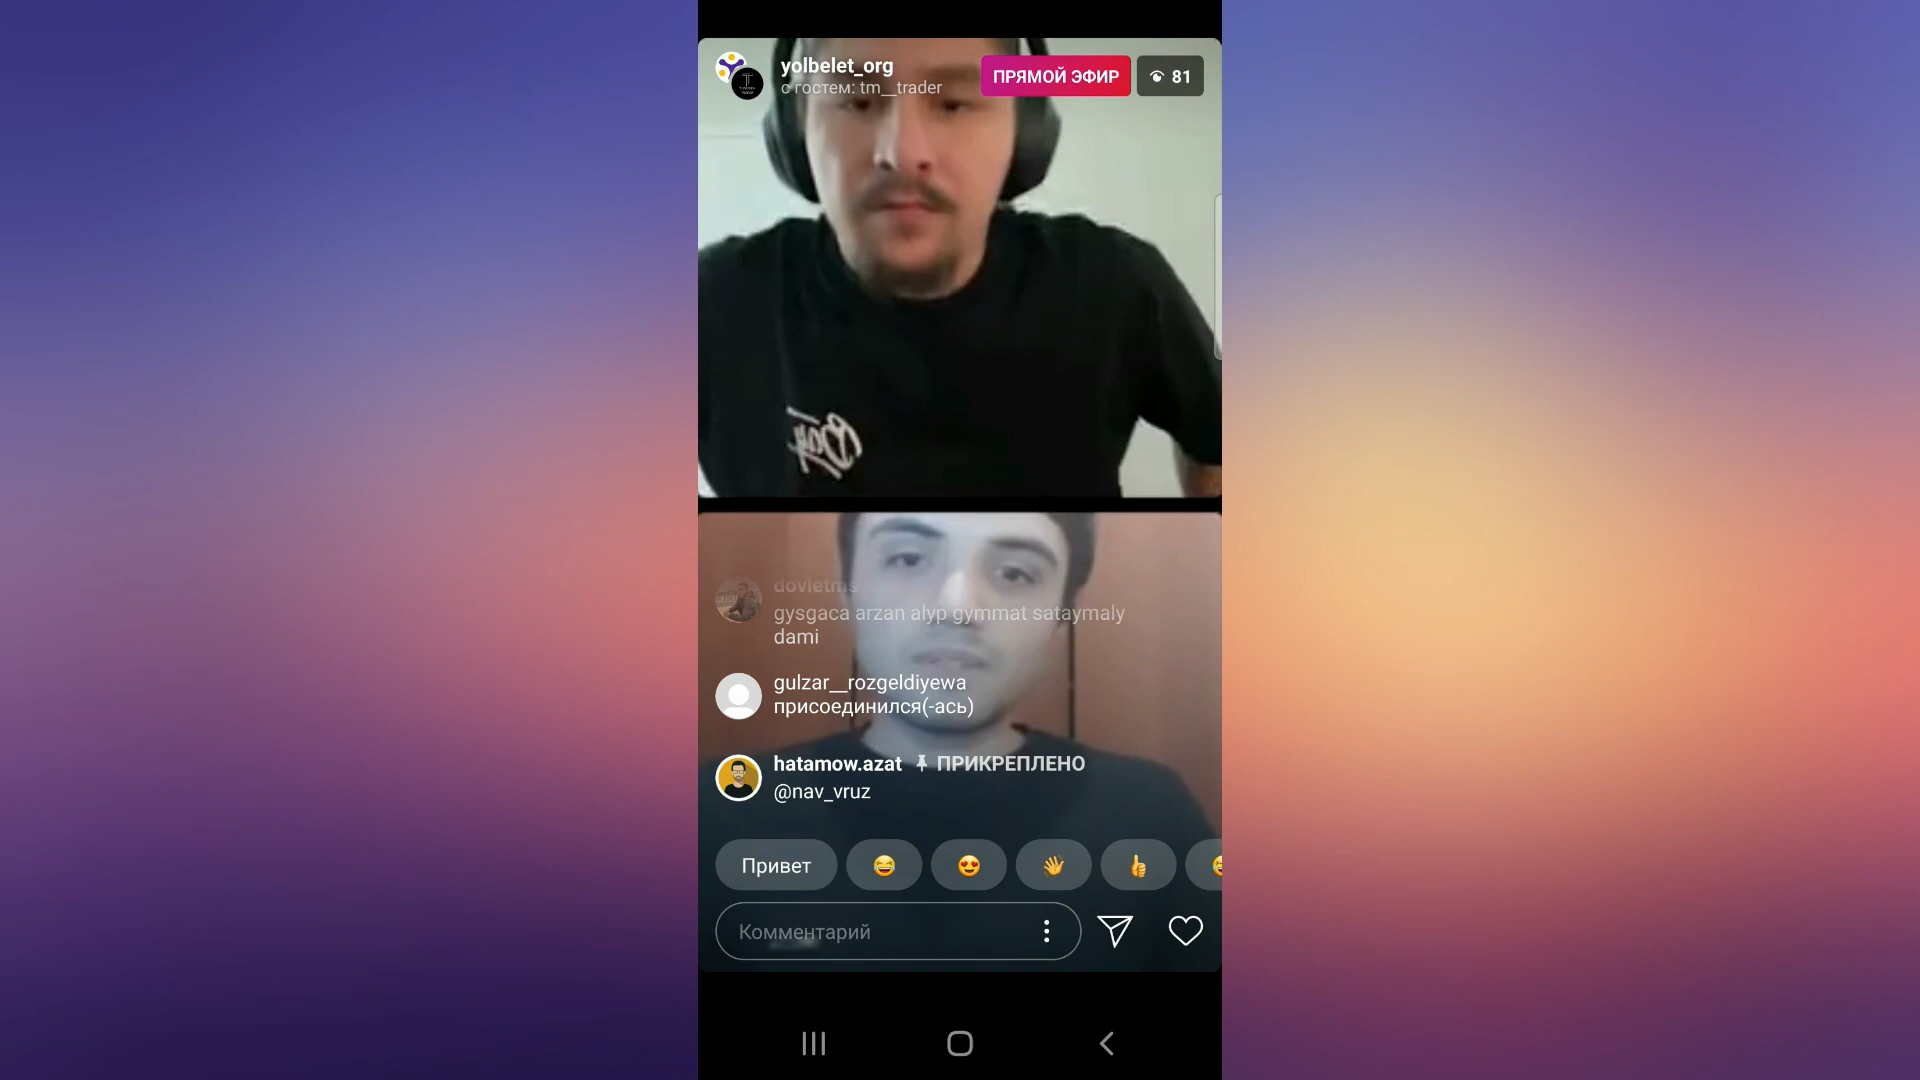 yolbelet_org
с гостем: tm__trader
ПРЯМОЙ ЭФИР
81
dovletms
gysgaca arzan alyp gymmat sataymaly
dami
gulzar__rozgeldiyewa
присоединился(-ась)
hatamow.azat ПРИКРЕПЛЕНО
@nav_vruz
Привет
Комментарий